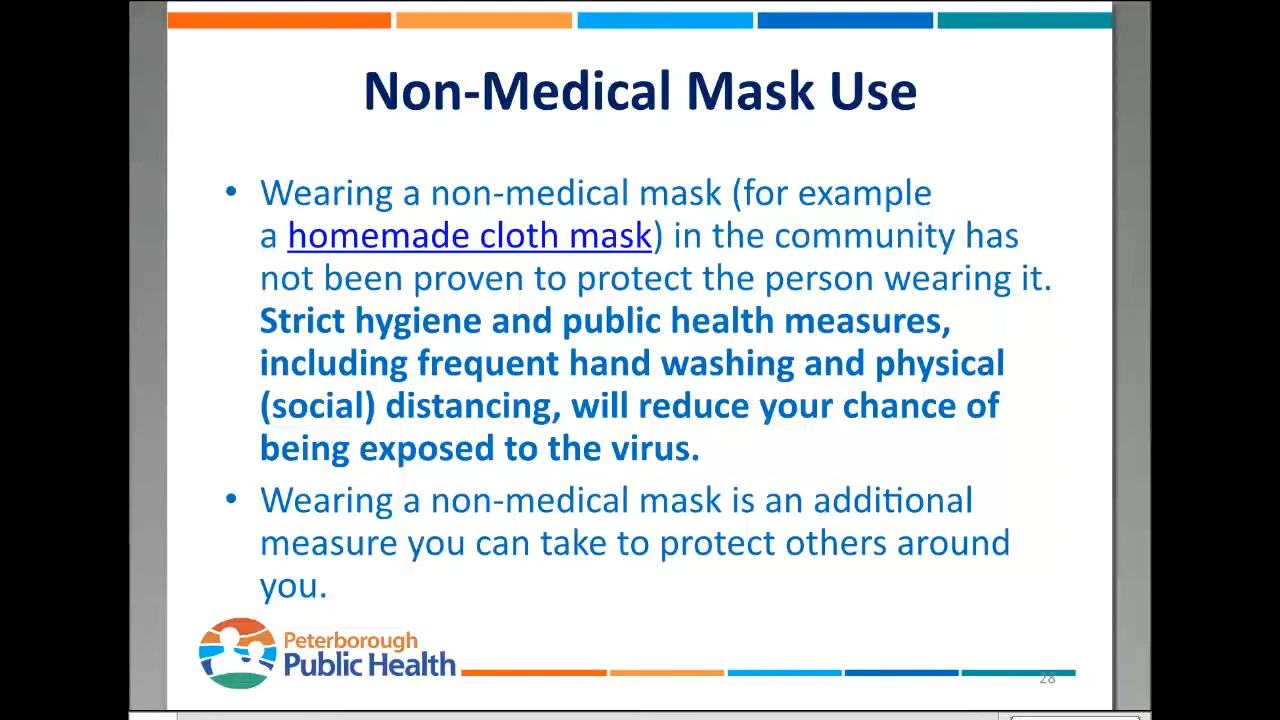 Non-Medical Mask Use
• Wearing a non-medical mask (for example
a homemade cloth mask) in the community has
not been proven to protect the person wearing it.
Strict hygiene and public health measures,
including frequent hand washing and physical
(social) distancing, will reduce your chance of
being exposed to the virus.
• Wearing a non-medical mask is an additional
measure you can take to protect others around
you.
Peterborough
Public Health
28